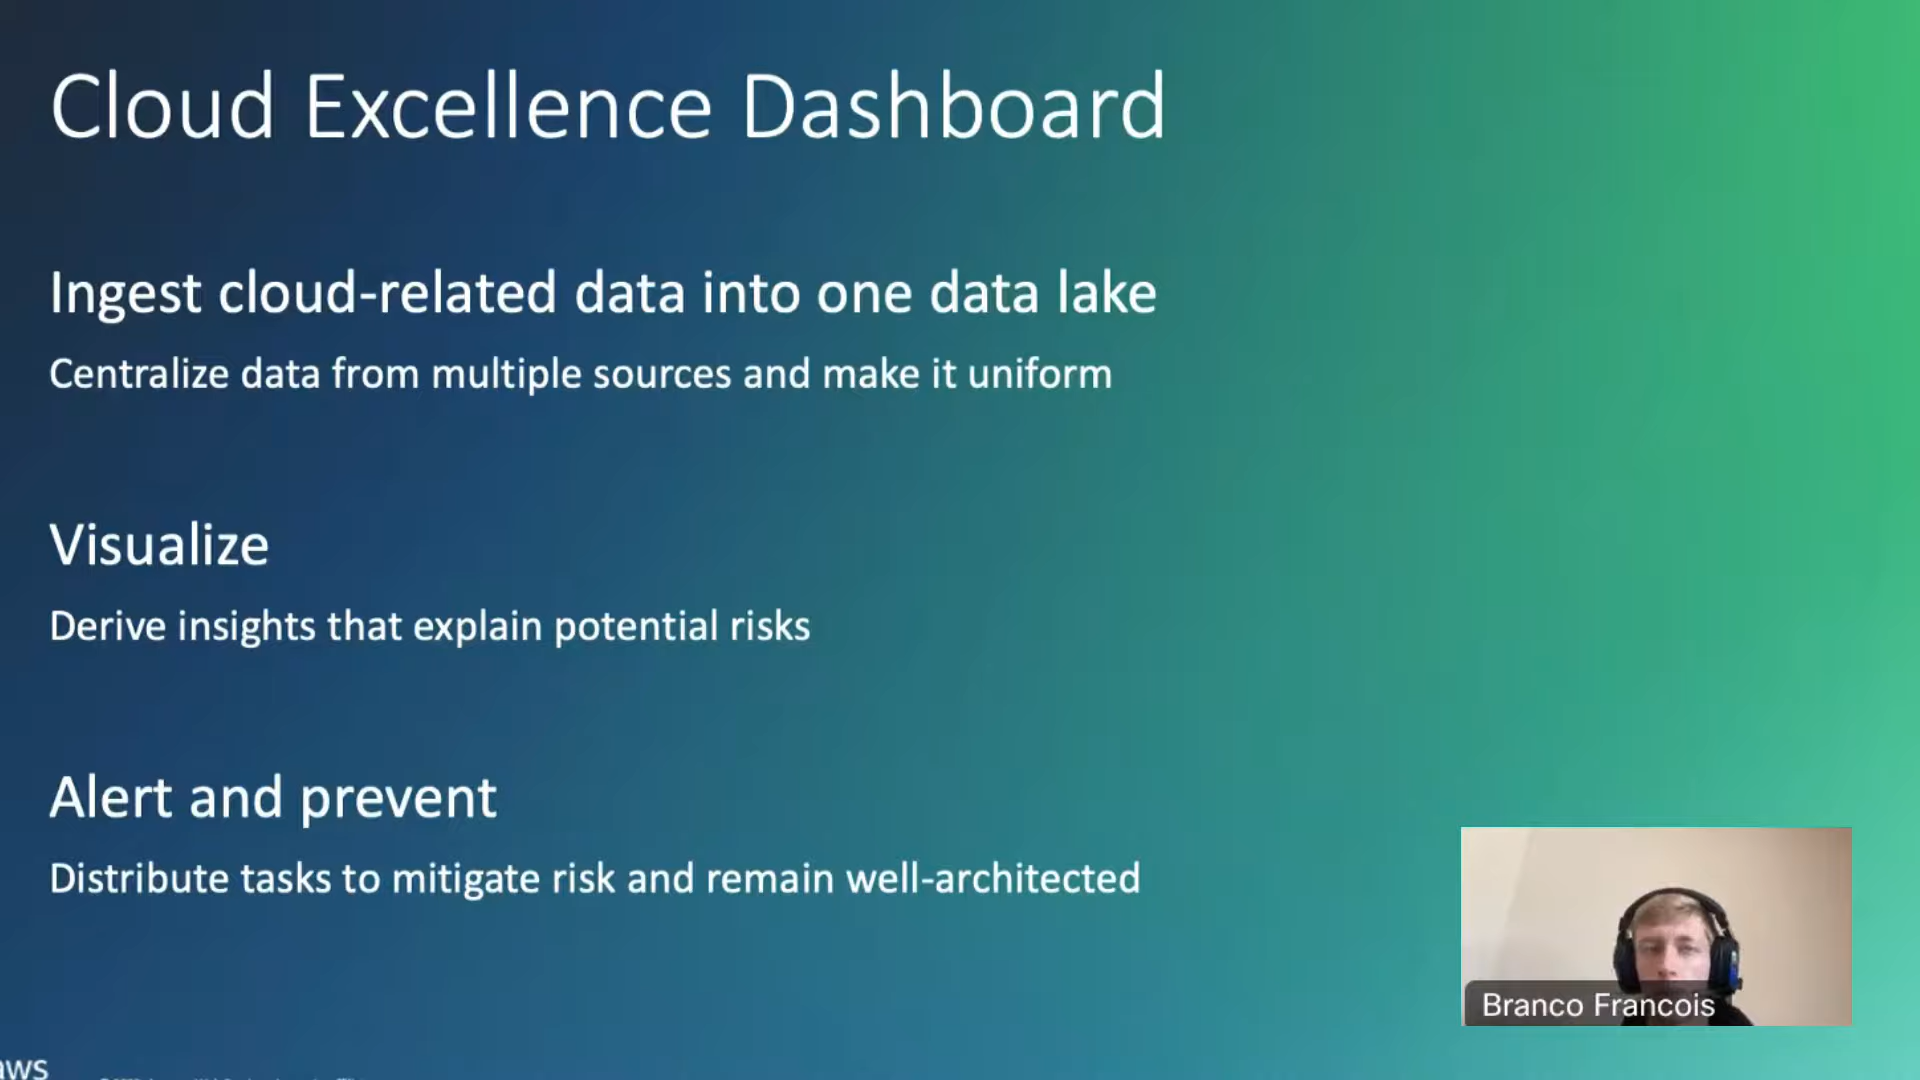 Cloud Excellence Dashboard
Ingest cloud-related data into one data lake
Centralize data from multiple sources and make it uniform
Visualize
Derive insights that explain potential risks
Alert and prevent
Distribute tasks to mitigate risk and remain well-architected
Branco Francois
aws